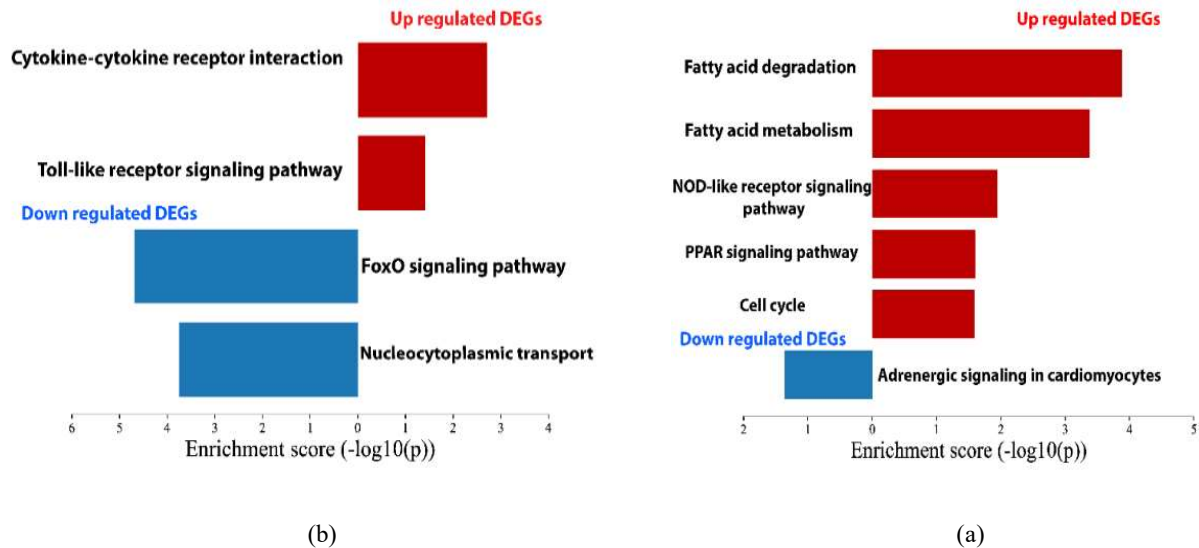 Up regulated DEGs
Cytokine-cytokine receptor interaction
Toll-like receptor signaling pathway
Down regulated DEGs
FoxO signaling pathway
Nucleocytoplasmic transport
6 5 4 3 2 1 0 1 2 3 4
Enrichment score (-log10(p))
(b)
Up regulated DEGs
Fatty acid degradation
Fatty acid metabolism
NOD-like receptor signaling
pathway
PPAR signaling pathway
Cell cycle
Down regulated DEGs
Adrenergic signaling in cardiomyocytes
2 1 0 1 2 3 4 5
Enrichment score (-log10(p))
(a)